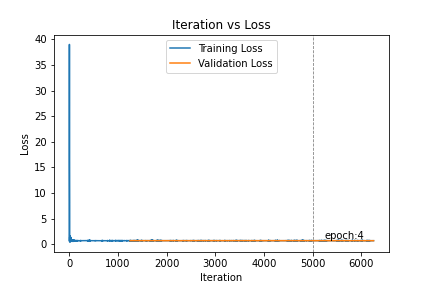 Iteration vs Loss
Training Loss
Validation Loss
Loss
40
35
30
25
20
15
10
5
0
epoch:4
0 1000 2000 3000 4000 5000 6000
Iteration